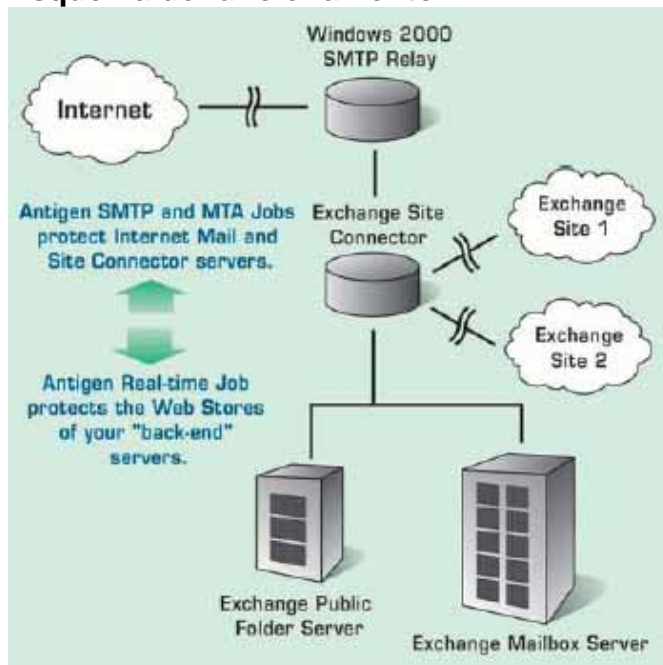 Windows 2000
SMTP Relay
Internet
Antigen SMTP and MTA Jobs
protect Internet Mail and
Site Connector servers.
Exchange Site
Connector
Exchange
Site 1
Exchange
Site 2
Antigen Real-time Job
protects the Web Stores
of your "back-end"
servers.
Exchange Public
Folder Server
Exchange Mailbox Server